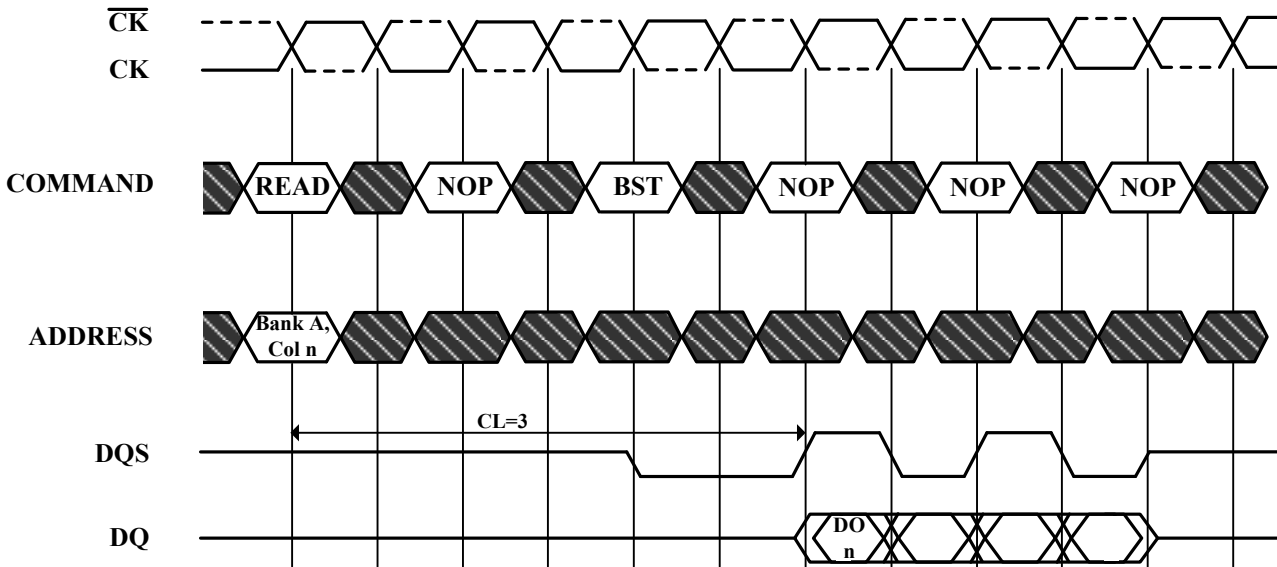 CK
CK
COMMAND
READ NOP BST NOP NOP NOP
ADDRESS
Bank A,
Col n
CL=3
DQS
DQ
DO
n